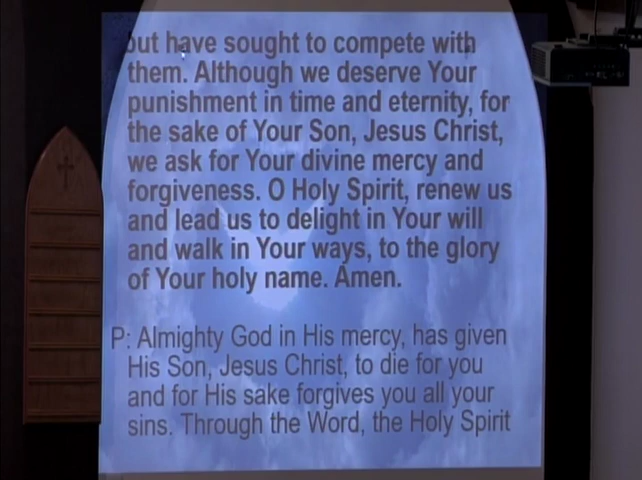 but have sought to compete with
them. Although we deserve Your
punishment in time and eternity, for
the sake of Your Son, Jesus Christ,
we ask for Your divine mercy and
forgiveness. O Holy Spirit, renew us
and lead us to delight in Your will
and walk in Your ways, to the glory
of Your holy name. Amen.
P: Almighty God in His mercy, has given
His Son, Jesus Christ, to die for you
and for His sake forgives you all your
sins. Through the Word, the Holy Spirit